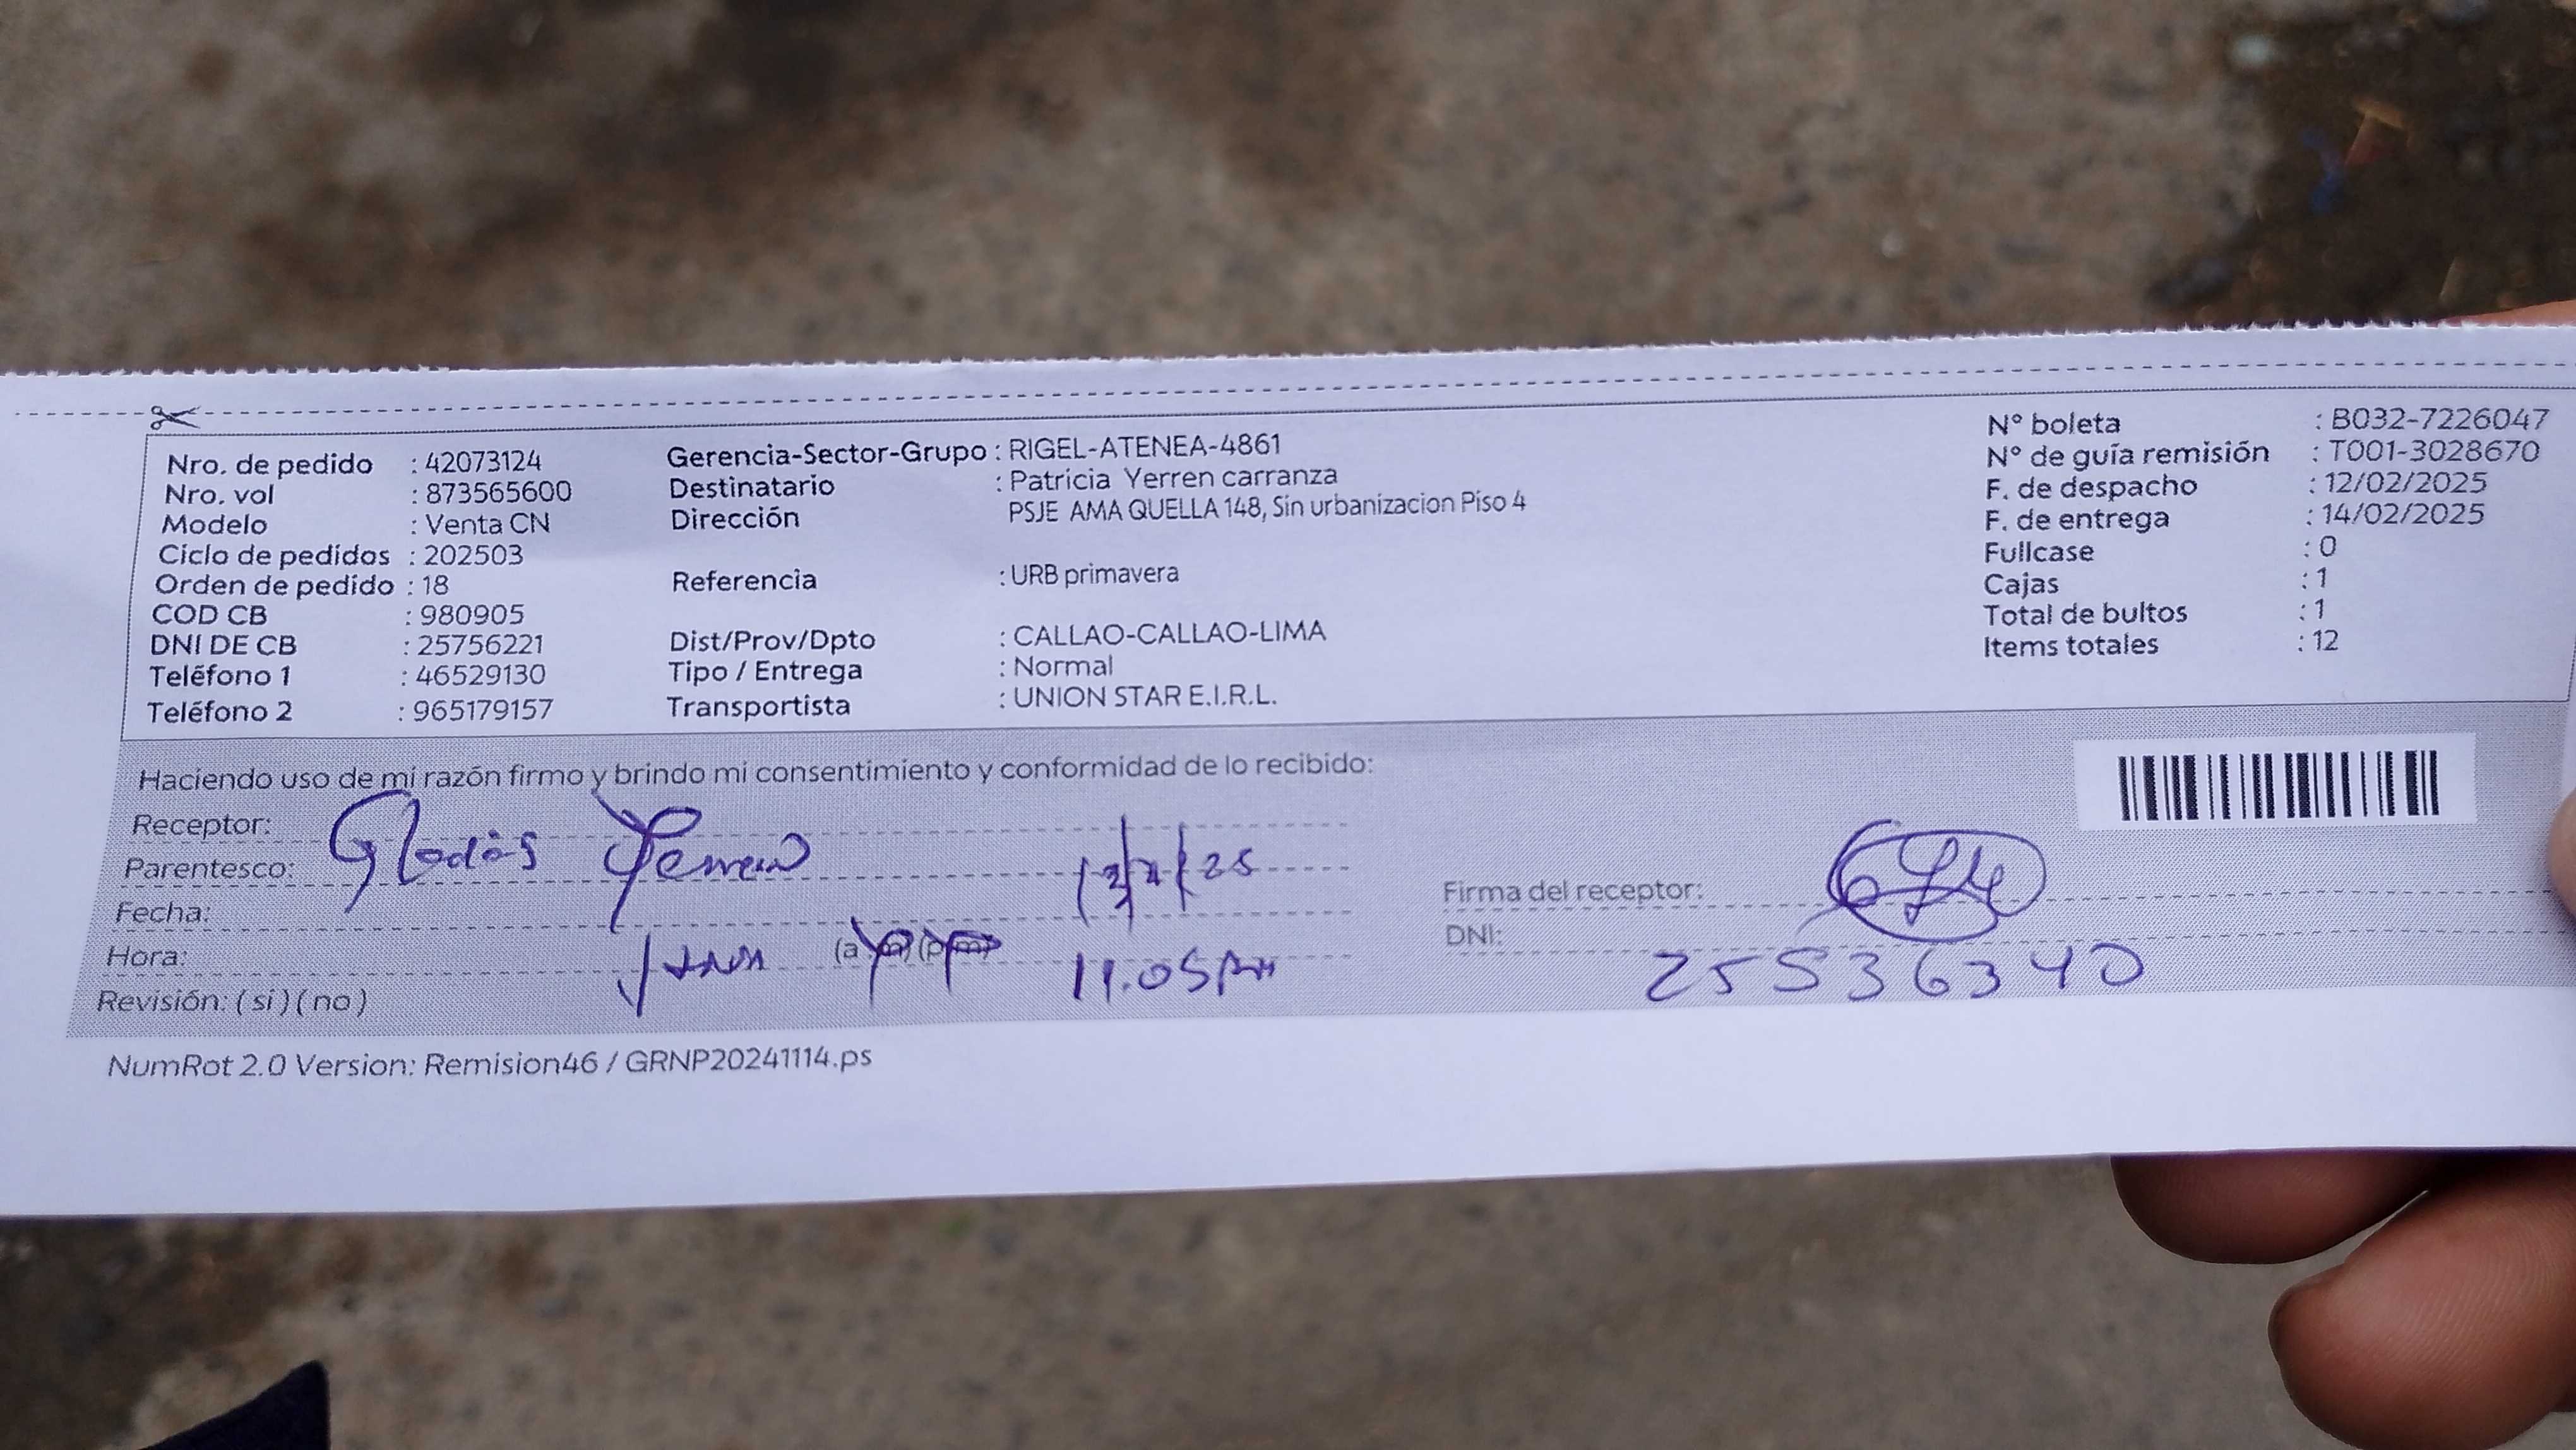 Nro. de pedido : 42073124
Nro. vol : 873565600
Modelo : Venta CN
Ciclo de pedidos : 202503
Orden de pedido : 18
COD CB : 980905
DNI DE CB : 25756221
Teléfono 1 : 46529130
Teléfono 2 : 965179157
Gerencia-Sector-Grupo : RIGEL-ATENEA-4861
Destinatario : Patricia Yerren carranza
Dirección PSJE AMA QUELLA 148, Sin urbanizacion Piso 4
Referencia : URB primavera
Dist/Prov/Dpto : CALLAO-CALLAO-LIMA
Tipo / Entrega : Normal
Transportista : UNION STAR E.I.R.L.
N° boleta : B032-7226047
N° de guía remisión : T001-3028670
F. de despacho : 12/02/2025
F. de entrega : 14/02/2025
Fullcase : 0
Cajas : 1
Total de bultos : 1
Items totales : 12
Haciendo uso de mi razón firmo y brindo mi consentimiento y conformidad de lo recibido:
Receptor:
Parentesco: Gladis Yerren
Fecha:
Hora: 11.05
Revisión: ( si ) ( no )
Firma del receptor:
DNI: 25536340
NumRot 2.0 Version: Remision46 / GRNP20241114.ps